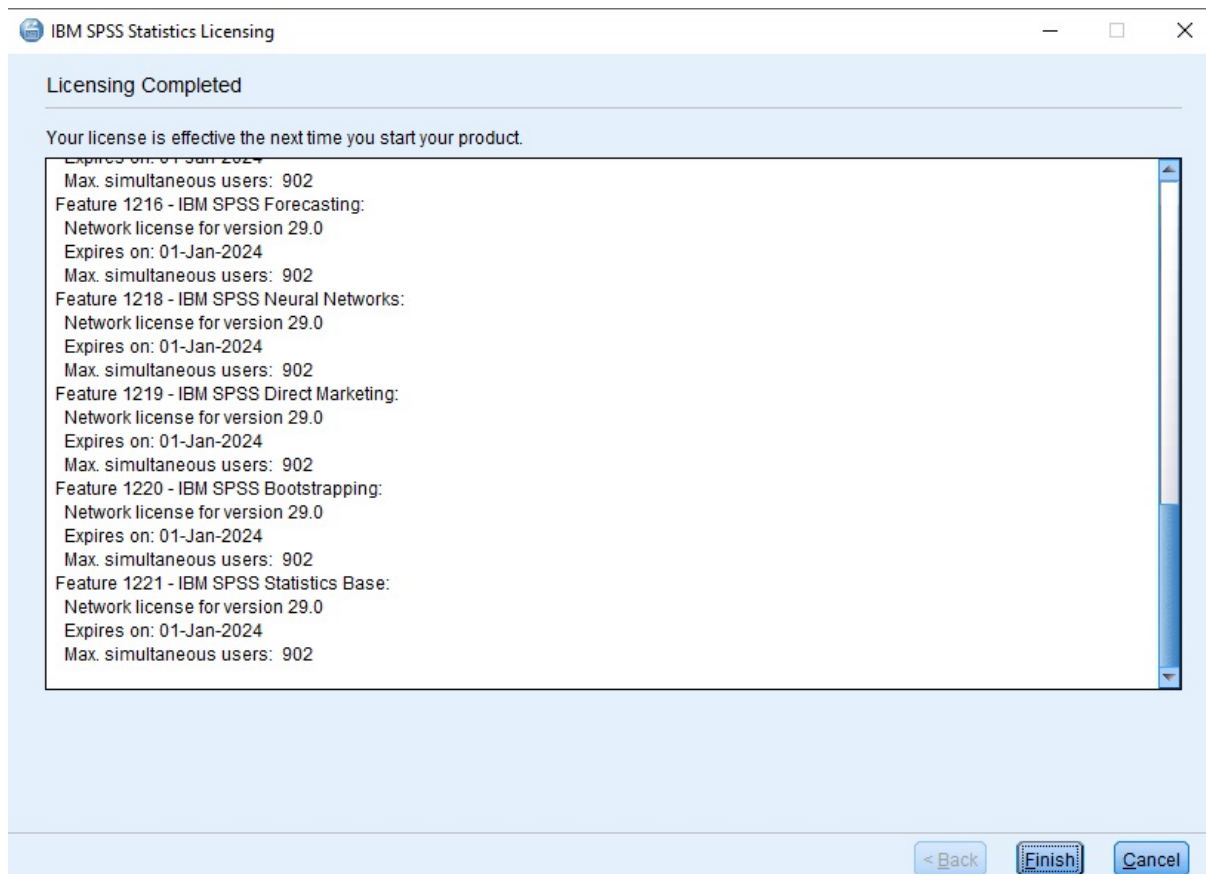 IBM SPSS Statistics Licensing
Licensing Completed
Your license is effective the next time you start your product.
Expires on: 01-Jan-2024
Max. simultaneous users: 902
Feature 1216 - IBM SPSS Forecasting:
Network license for version 29.0
Expires on: 01-Jan-2024
Max. simultaneous users: 902
Feature 1218 - IBM SPSS Neural Networks:
Network license for version 29.0
Expires on: 01-Jan-2024
Max. simultaneous users: 902
Feature 1219 - IBM SPSS Direct Marketing:
Network license for version 29.0
Expires on: 01-Jan-2024
Max. simultaneous users: 902
Feature 1220 - IBM SPSS Bootstrapping:
Network license for version 29.0
Expires on: 01-Jan-2024
Max. simultaneous users: 902
Feature 1221 - IBM SPSS Statistics Base:
Network license for version 29.0
Expires on: 01-Jan-2024
Max. simultaneous users: 902
< Back Finish Cancel